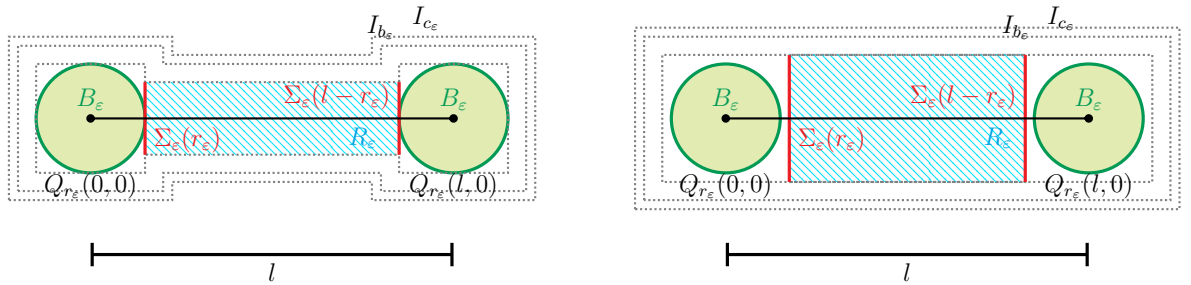 I_{b_ε} I_{c_ε}
B_ε Σ_ε(l − r_ε) B_ε
Σ_ε(r_ε) R_ε
Q_{r_ε}(0, 0) Q_{r_ε}(l, 0)
l
I_{b_ε} I_{c_ε}
B_ε Σ_ε(l − r_ε) B_ε
Σ_ε(r_ε) R_ε
Q_{r_ε}(0, 0) Q_{r_ε}(l, 0)
l